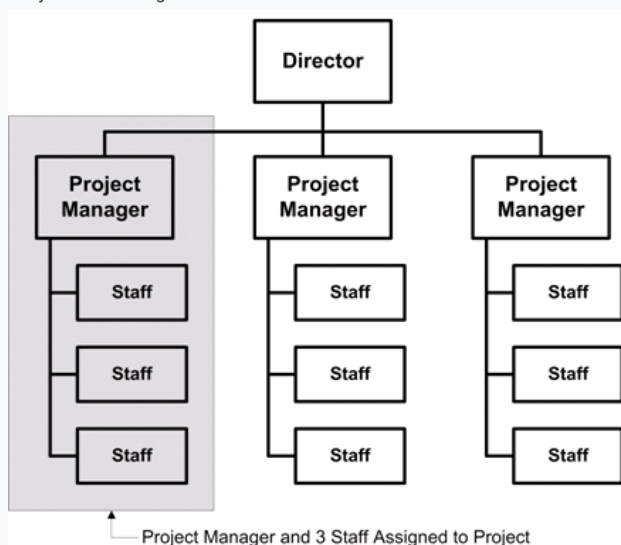 Director
Project
Manager
Project
Manager
Project
Manager
Staff
Staff
Staff
Staff
Staff
Staff
Staff
Staff
Staff
Project Manager and 3 Staff Assigned to Project